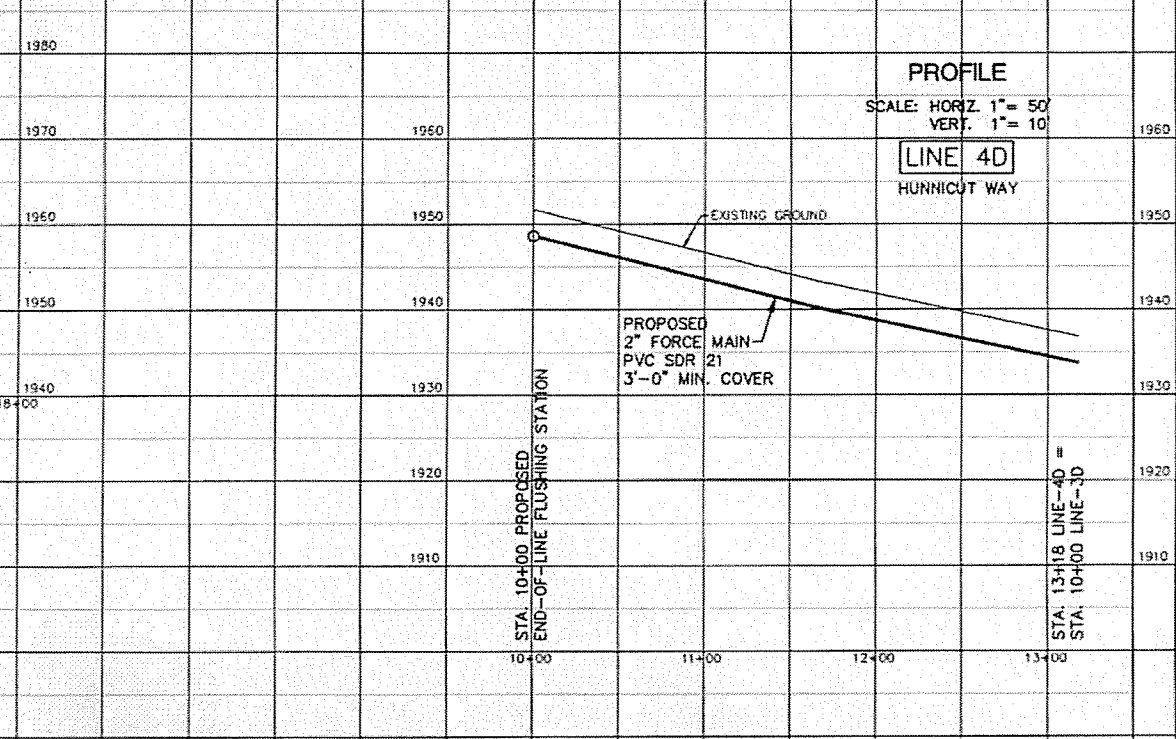 1980
1970
1960
1950
1940
18+00
PROFILE
SCALE: HORIZ. 1"= 50'
VERT. 1"= 10'
LINE 4D
HUNNICUT WAY
1960
1950
1940
1930
1920
1910
EXISTING GROUND
PROPOSED
2" FORCE MAIN
PVC SDR 21
3'-0" MIN. COVER
STA. 10+00 PROPOSED
END-OF-LINE FLUSHING STATION
STA. 13+18 LINE-4D =
STA. 10+00 LINE-3D
1960
1950
1940
1930
1920
1910
10+00
11+00
12+00
13+00